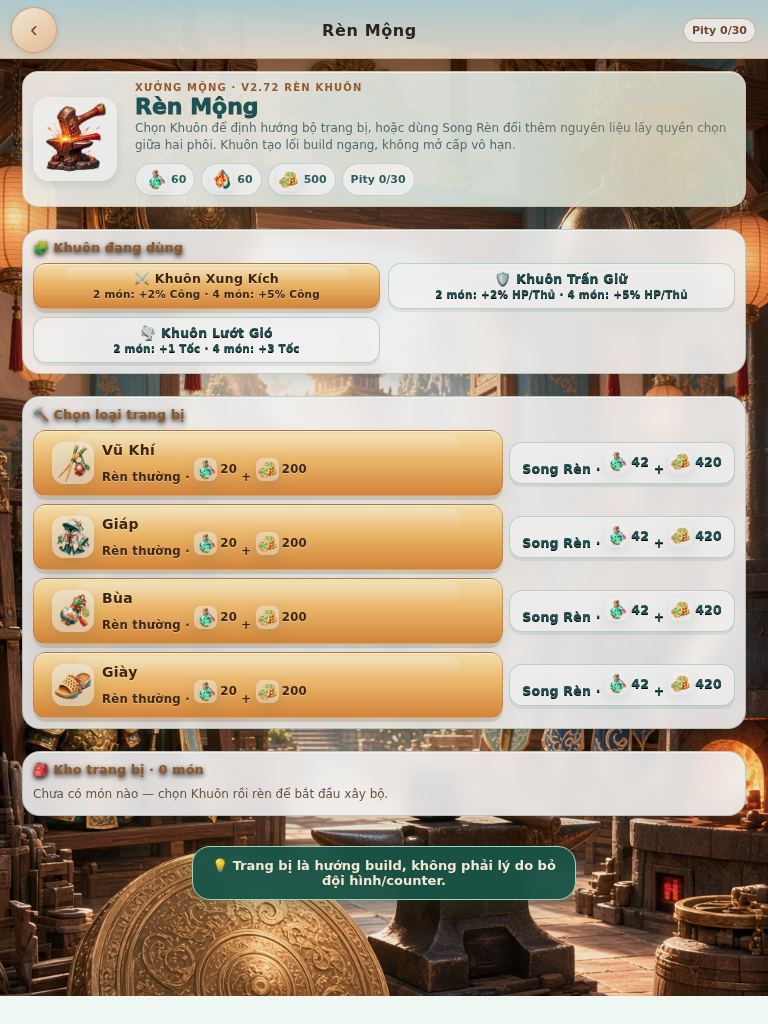 ‹
Rèn Mộng
Pity 0/30
XƯỞNG MỘNG · V2.72 RÈN KHUÔN
Rèn Mộng
Chọn Khuôn để định hướng bộ trang bị, hoặc dùng Song Rèn đổi thêm nguyên liệu lấy quyền chọn
giữa hai phôi. Khuôn tạo lối build ngang, không mở cấp vô hạn.
60 60 500 Pity 0/30
Khuôn đang dùng
Khuôn Xung Kích
2 món: +2% Công · 4 món: +5% Công
Khuôn Trấn Giữ
2 món: +2% HP/Thủ · 4 món: +5% HP/Thủ
Khuôn Lướt Gió
2 món: +1 Tốc · 4 món: +3 Tốc
Chọn loại trang bị
Vũ Khí
Rèn thường · 20 + 200
Song Rèn · 42 + 420
Giáp
Rèn thường · 20 + 200
Song Rèn · 42 + 420
Bùa
Rèn thường · 20 + 200
Song Rèn · 42 + 420
Giày
Rèn thường · 20 + 200
Song Rèn · 42 + 420
Kho trang bị · 0 món
Chưa có món nào — chọn Khuôn rồi rèn để bắt đầu xây bộ.
Trang bị là hướng build, không phải lý do bỏ
đội hình/counter.